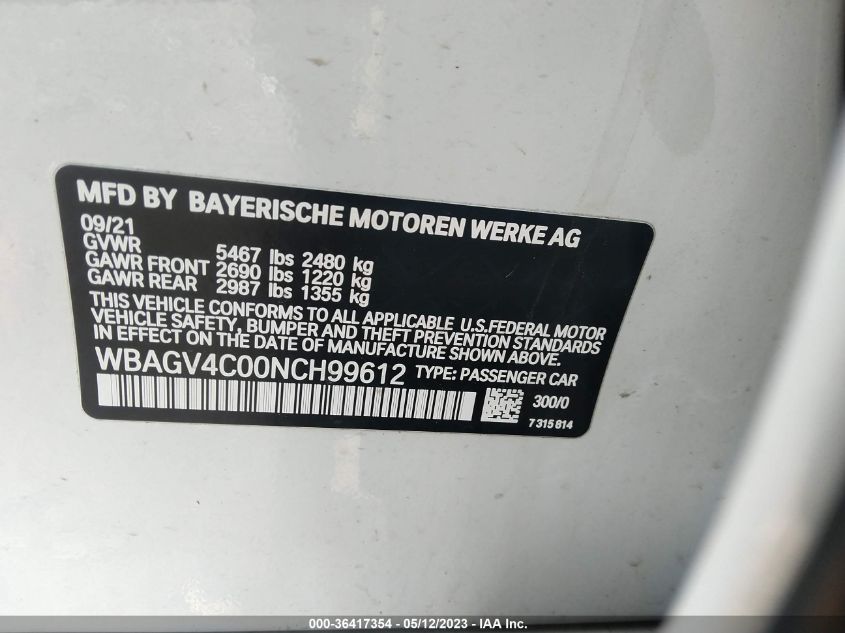 MFD BY BAYERISCHE MOTOREN WERKE AG
09/21
GVWR 5467 lbs 2480 kg
GAWR FRONT 2690 lbs 1220 kg
GAWR REAR 2987 lbs 1355 kg
THIS VEHICLE CONFORMS TO ALL APPLICABLE U.S.FEDERAL MOTOR
VEHICLE SAFETY, BUMPER AND THEFT PREVENTION STANDARDS
IN EFFECT ON THE DATE OF MANUFACTURE SHOWN ABOVE.
WBAGV4C00NCH99612 TYPE: PASSENGER CAR
300/0
7315814
000-36417354 - 05/12/2023 - IAA Inc.